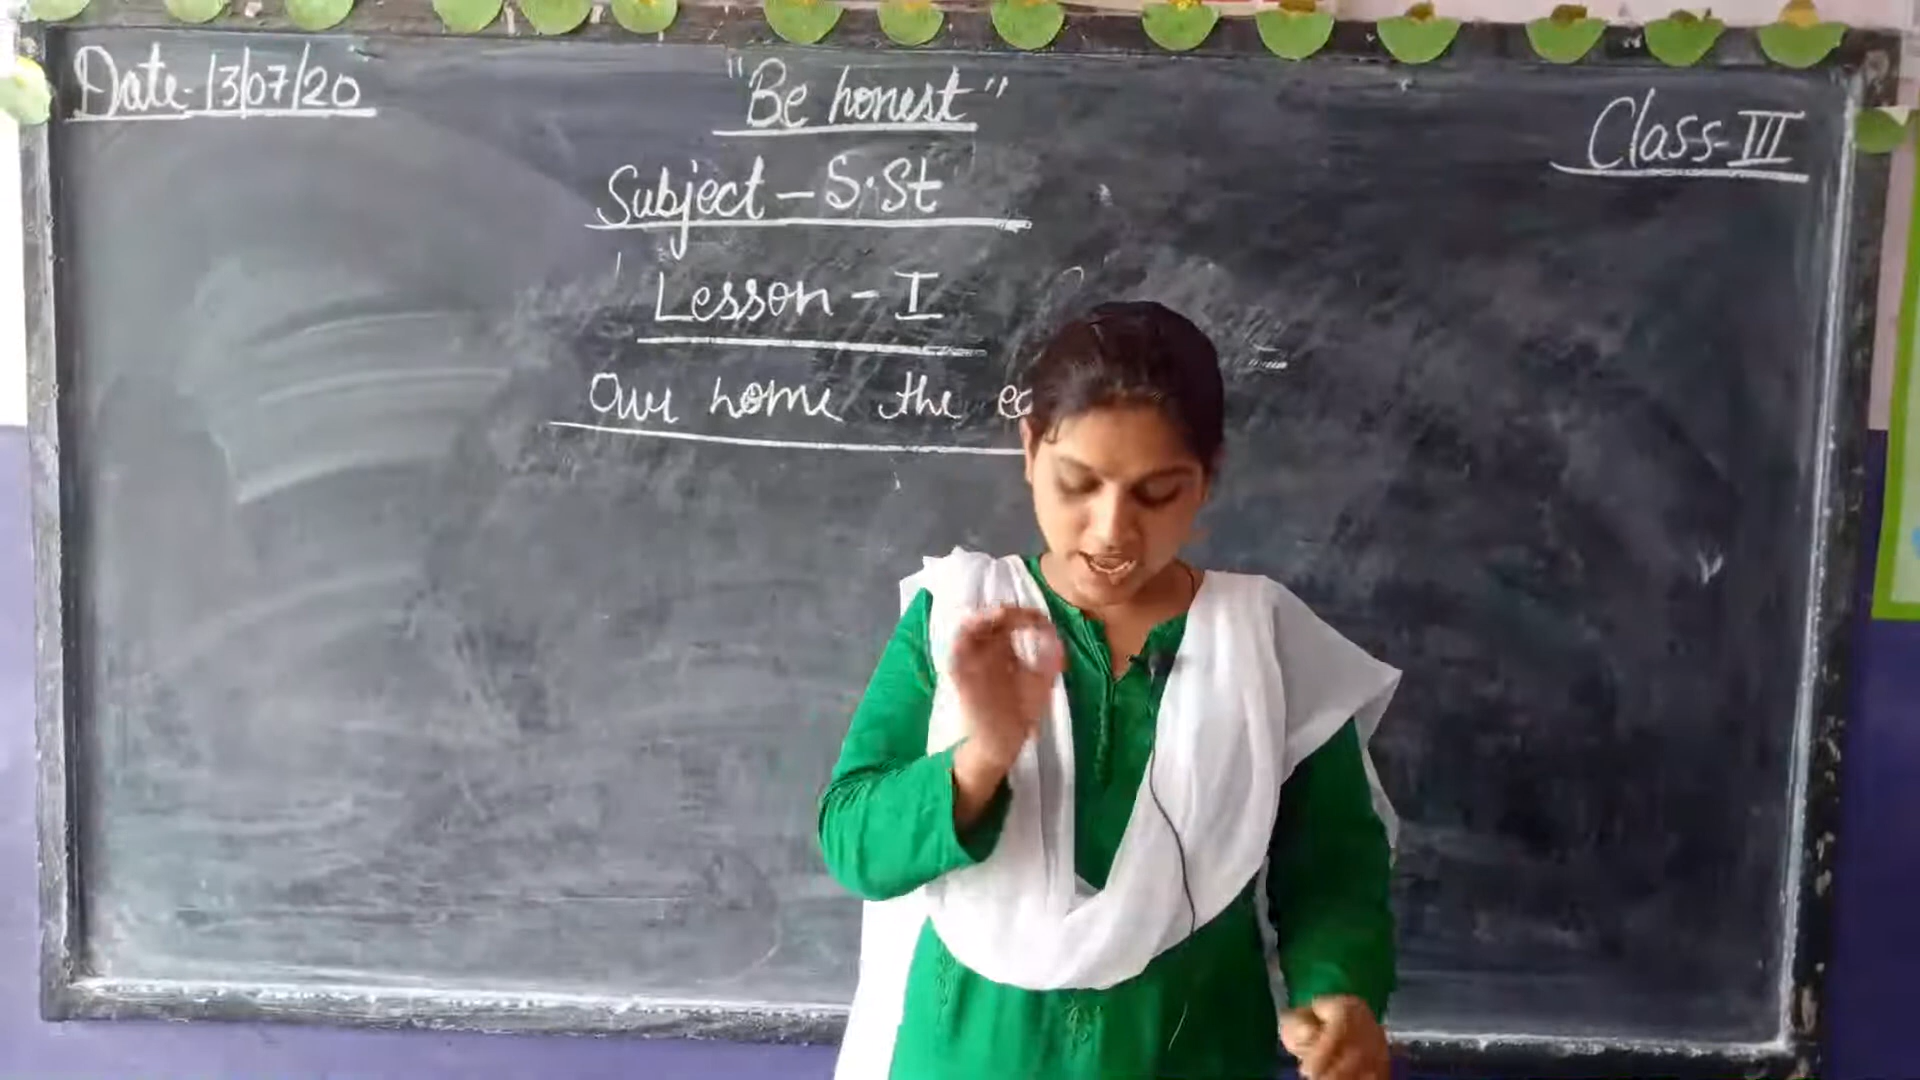 Date-13/07/20
"Be honest"
Class-III
Subject - S.St
Lesson - I
Our home the